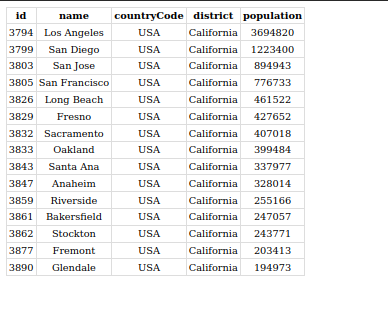 id name countryCode district population
3794 Los Angeles USA California 3694820
3799 San Diego USA California 1223400
3803 San Jose USA California 894943
3805 San Francisco USA California 776733
3826 Long Beach USA California 461522
3829 Fresno USA California 427652
3832 Sacramento USA California 407018
3833 Oakland USA California 399484
3843 Santa Ana USA California 337977
3847 Anaheim USA California 328014
3859 Riverside USA California 255166
3861 Bakersfield USA California 247057
3862 Stockton USA California 243771
3877 Fremont USA California 203413
3890 Glendale USA California 194973